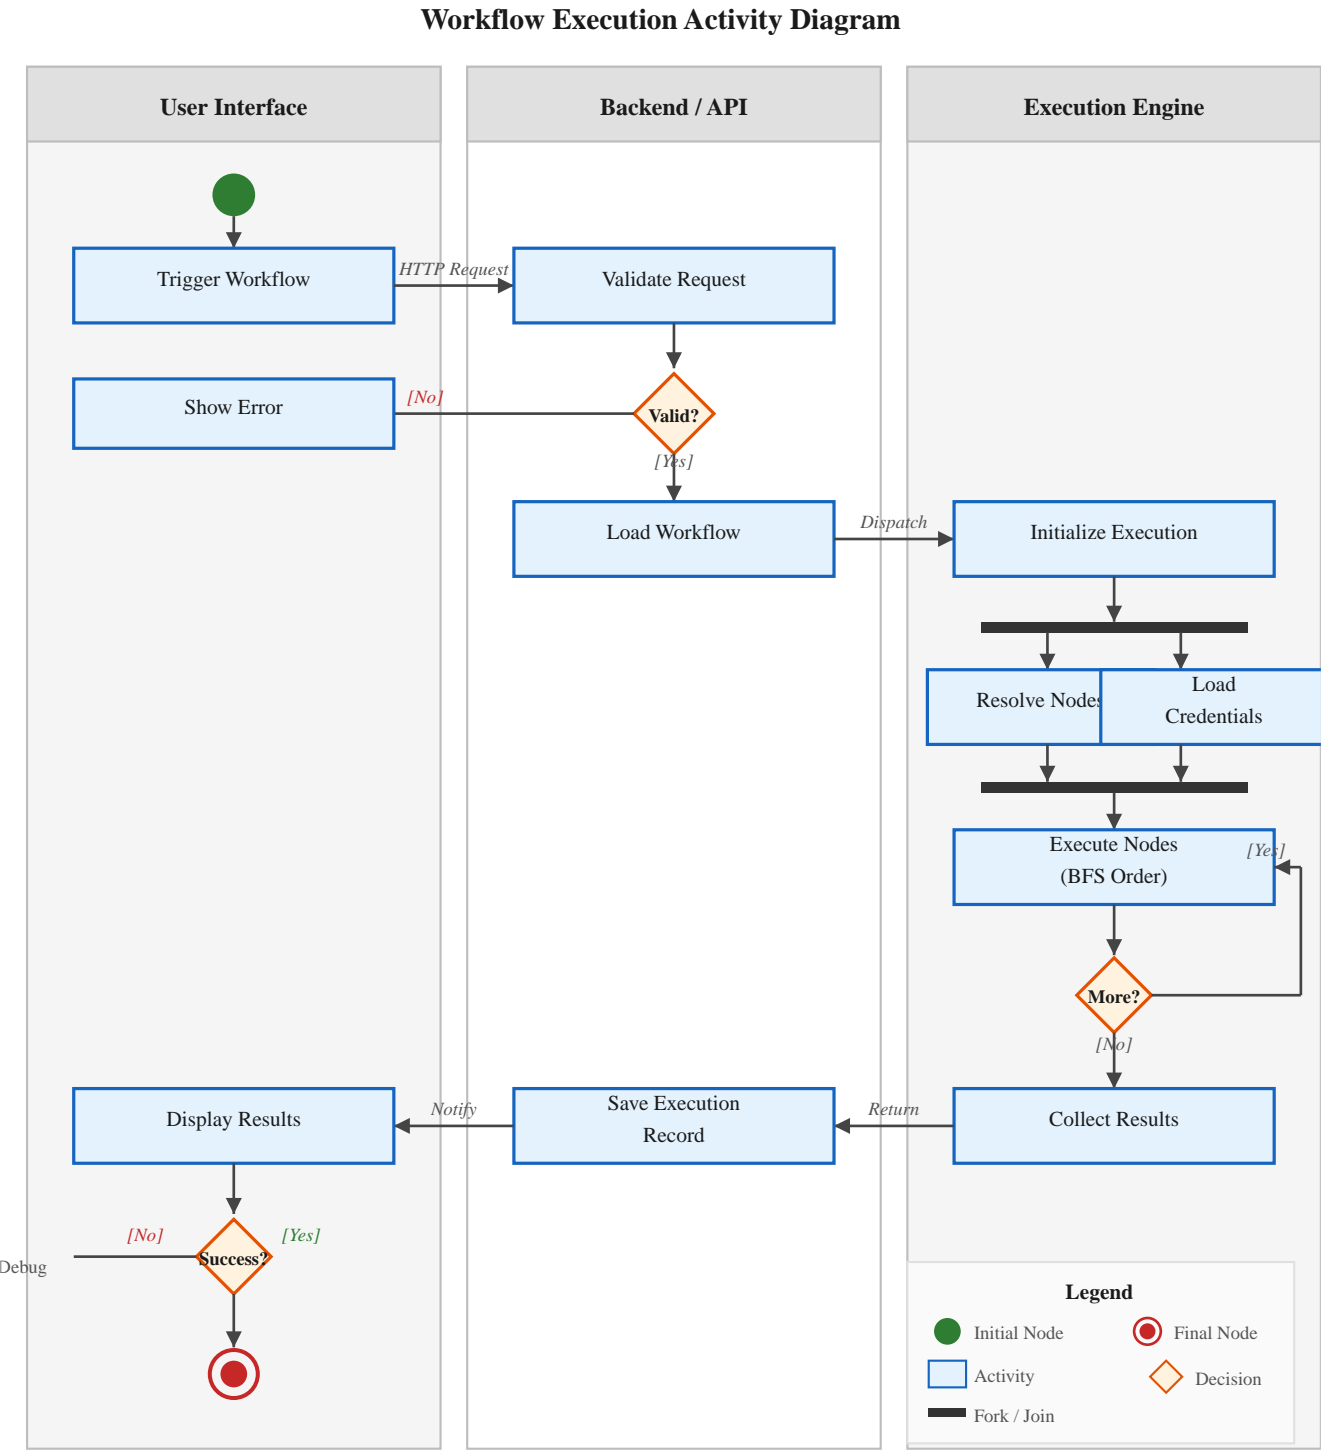 Workflow Execution Activity Diagram
User Interface
Backend / API
Execution Engine
Trigger Workflow
HTTP Request
Validate Request
Show Error
[No]
Valid?
[Yes]
Load Workflow
Dispatch
Initialize Execution
Resolve Nodes
Load
Credentials
Execute Nodes
(BFS Order)
[Yes]
More?
[No]
Display Results
Notify
Save Execution
Record
Return
Collect Results
[No]
Success?
[Yes]
Debug
Legend
Initial Node
Final Node
Activity
Decision
Fork / Join